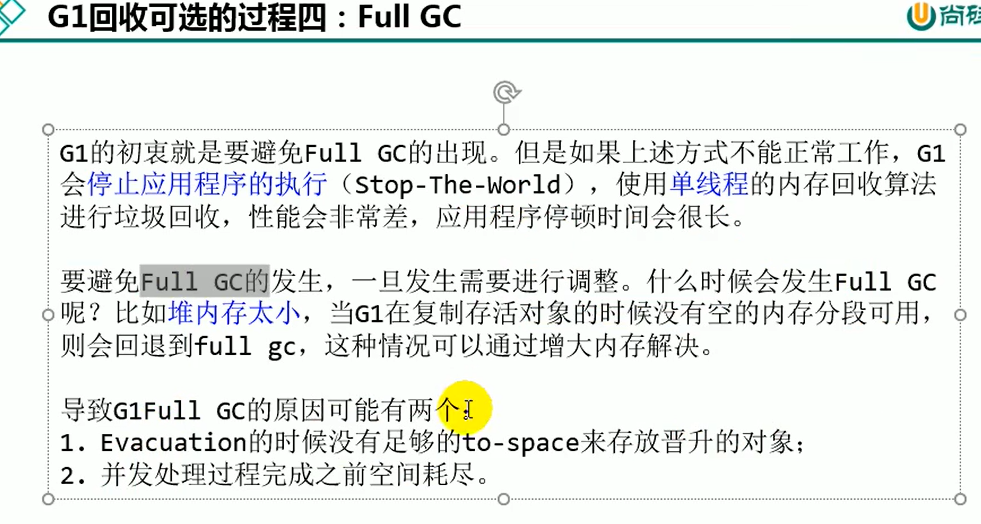 G1回收可选的过程四：Full GC
尚硅
G1的初衷就是要避免Full GC的出现。但是如果上述方式不能正常工作，G1
会停止应用程序的执行（Stop-The-World），使用单线程的内存回收算法
进行垃圾回收，性能会非常差，应用程序停顿时间会很长。
要避免Full GC的发生，一旦发生需要进行调整。什么时候会发生Full GC
呢？比如堆内存太小，当G1在复制存活对象的时候没有空的内存分段可用，
则会回退到full gc，这种情况可以通过增大内存解决。
导致G1Full GC的原因可能有两个：
1. Evacuation的时候没有足够的to-space来存放晋升的对象；
2. 并发处理过程完成之前空间耗尽。